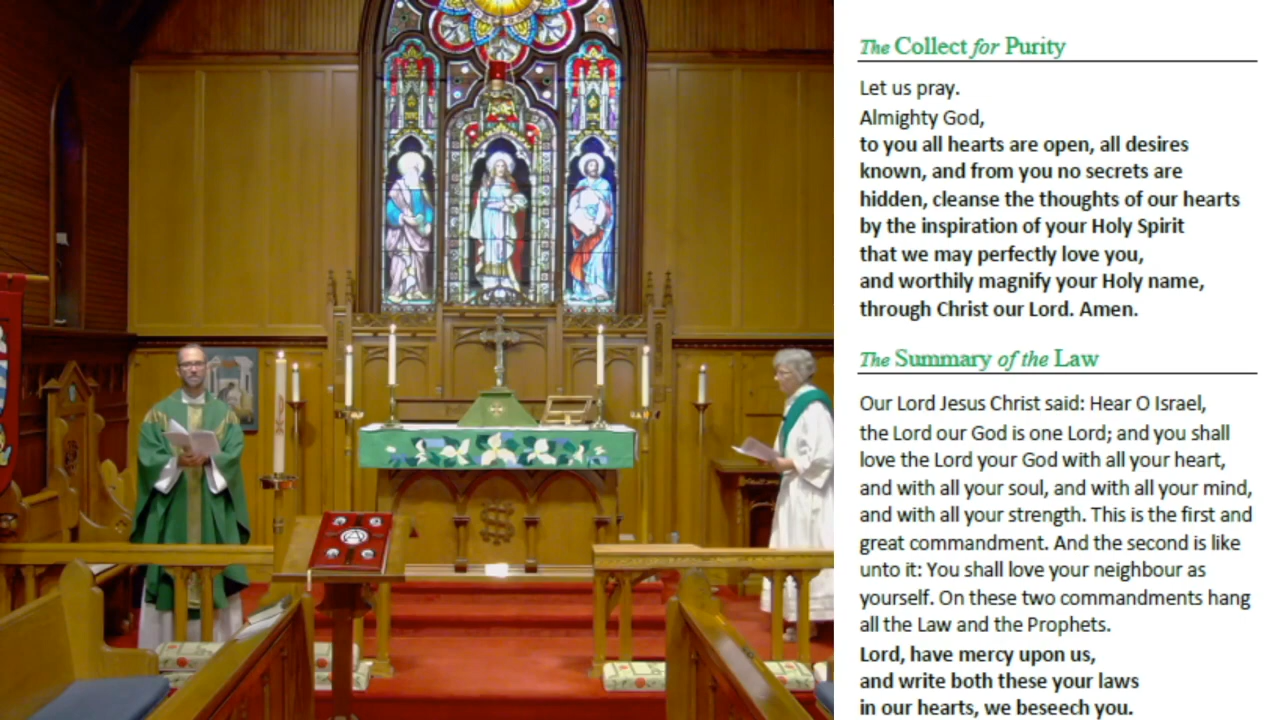 The Collect for Purity
Let us pray.
Almighty God,
to you all hearts are open, all desires
known, and from you no secrets are
hidden, cleanse the thoughts of our hearts
by the inspiration of your Holy Spirit
that we may perfectly love you,
and worthily magnify your Holy name,
through Christ our Lord. Amen.
The Summary of the Law
Our Lord Jesus Christ said: Hear O Israel,
the Lord our God is one Lord; and you shall
love the Lord your God with all your heart,
and with all your soul, and with all your mind,
and with all your strength. This is the first and
great commandment. And the second is like
unto it: You shall love your neighbour as
yourself. On these two commandments hang
all the Law and the Prophets.
Lord, have mercy upon us,
and write both these your laws
in our hearts, we beseech you.